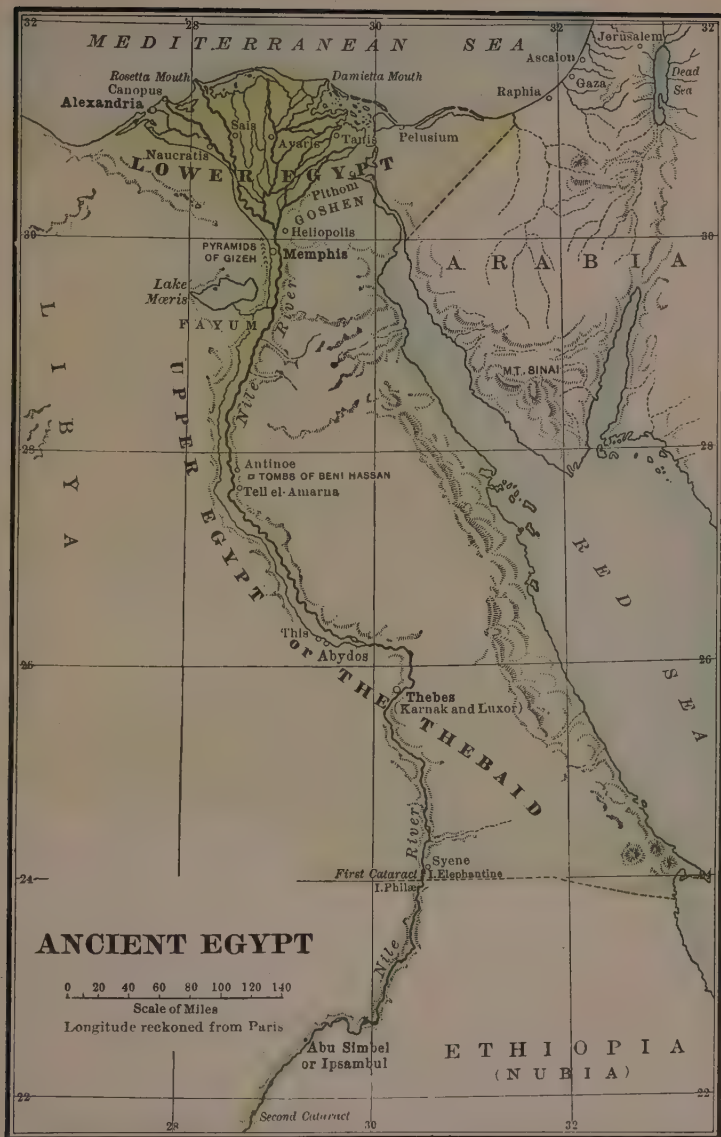 32 28 30 32
MEDITERRANEAN SEA
Jerusalem
Ascalon
Rosetta Mouth Damietta Mouth
Dead
Sea
Canopus
Gaza
Alexandria
Raphia
Sais
Avaris Tanis Pelusium
Naucratis
LOWER EGYPT
Pithom
GOSHEN
Heliopolis
30 30
PYRAMIDS
OF GIZEH
Memphis
ARABIA
Lake
Mœris
FAYUM
LIBYA
Nile River
MT. SINAI
UPPER EGYPT
or THE THEBAID
28 28
Antinoe
TOMBS OF BENI HASSAN
Tell el-Amarna
RED SEA
This
Abydos
26 26
Thebes
(Karnak and Luxor)
River
Syene
First Cataract I. Elephantine
24 24
I. Philæ
ANCIENT EGYPT
Nile
0 20 40 60 80 100 120 140
Scale of Miles
Longitude reckoned from Paris
Abu Simbel
or Ipsambul
ETHIOPIA
(NUBIA)
22 22
Second Cataract
28 30 32